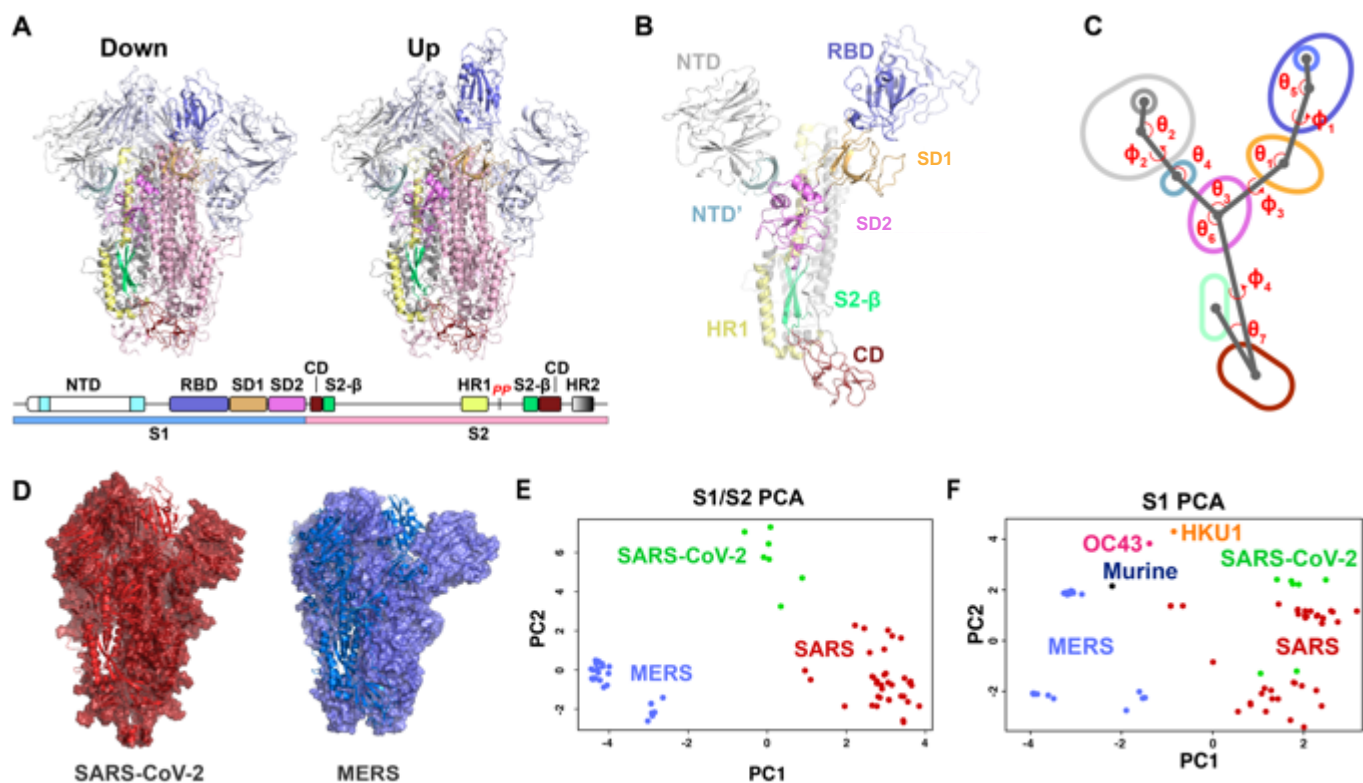 A
Down
Up
CD
CD
NTD
RBD
SD1
SD2
S2-β
HR1
PP
S2-β
HR2
S1
S2
B
NTD
RBD
SD1
NTD'
SD2
S2-β
HR1
CD
C
θ5
ϕ1
θ2
ϕ2
θ4
θ1
θ3
ϕ3
θ6
ϕ4
θ7
D
SARS-CoV-2
MERS
E
S1/S2 PCA
SARS-CoV-2
MERS
SARS
PC2
6
4
2
0
-2
-4
-2
0
2
4
PC1
F
S1 PCA
HKU1
OC43
SARS-CoV-2
Murine
MERS
SARS
PC2
4
2
0
-2
-4
-2
0
2
PC1